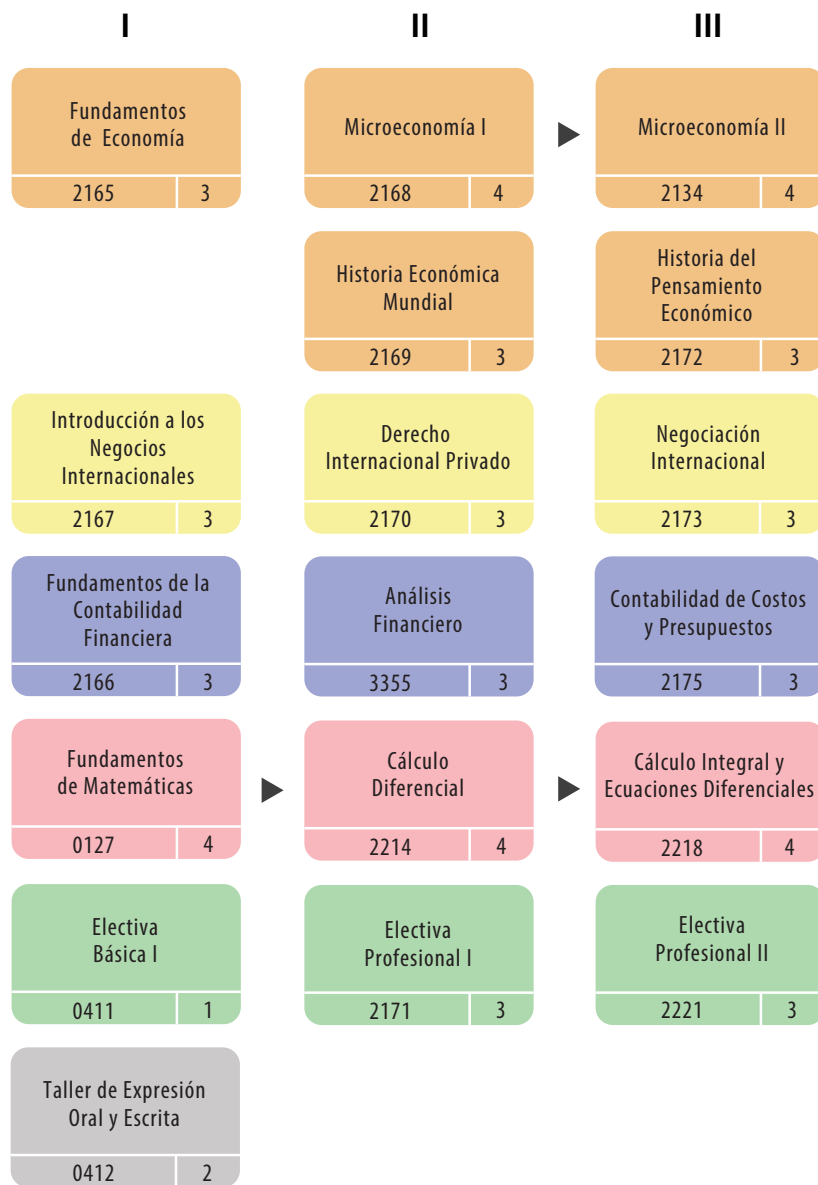 I II III
Fundamentos
de Economía
2165 3
Microeconomía I
2168 4
Microeconomía II
2134 4
Historia Económica
Mundial
2169 3
Historia del
Pensamiento
Económico
2172 3
Introducción a los
Negocios
Internacionales
2167 3
Derecho
Internacional Privado
2170 3
Negociación
Internacional
2173 3
Fundamentos de la
Contabilidad
Financiera
2166 3
Análisis
Financiero
3355 3
Contabilidad de Costos
y Presupuestos
2175 3
Fundamentos
de Matemáticas
0127 4
Cálculo
Diferencial
2214 4
Cálculo Integral y
Ecuaciones Diferenciales
2218 4
Electiva
Básica I
0411 1
Electiva
Profesional I
2171 3
Electiva
Profesional II
2221 3
Taller de Expresión
Oral y Escrita
0412 2